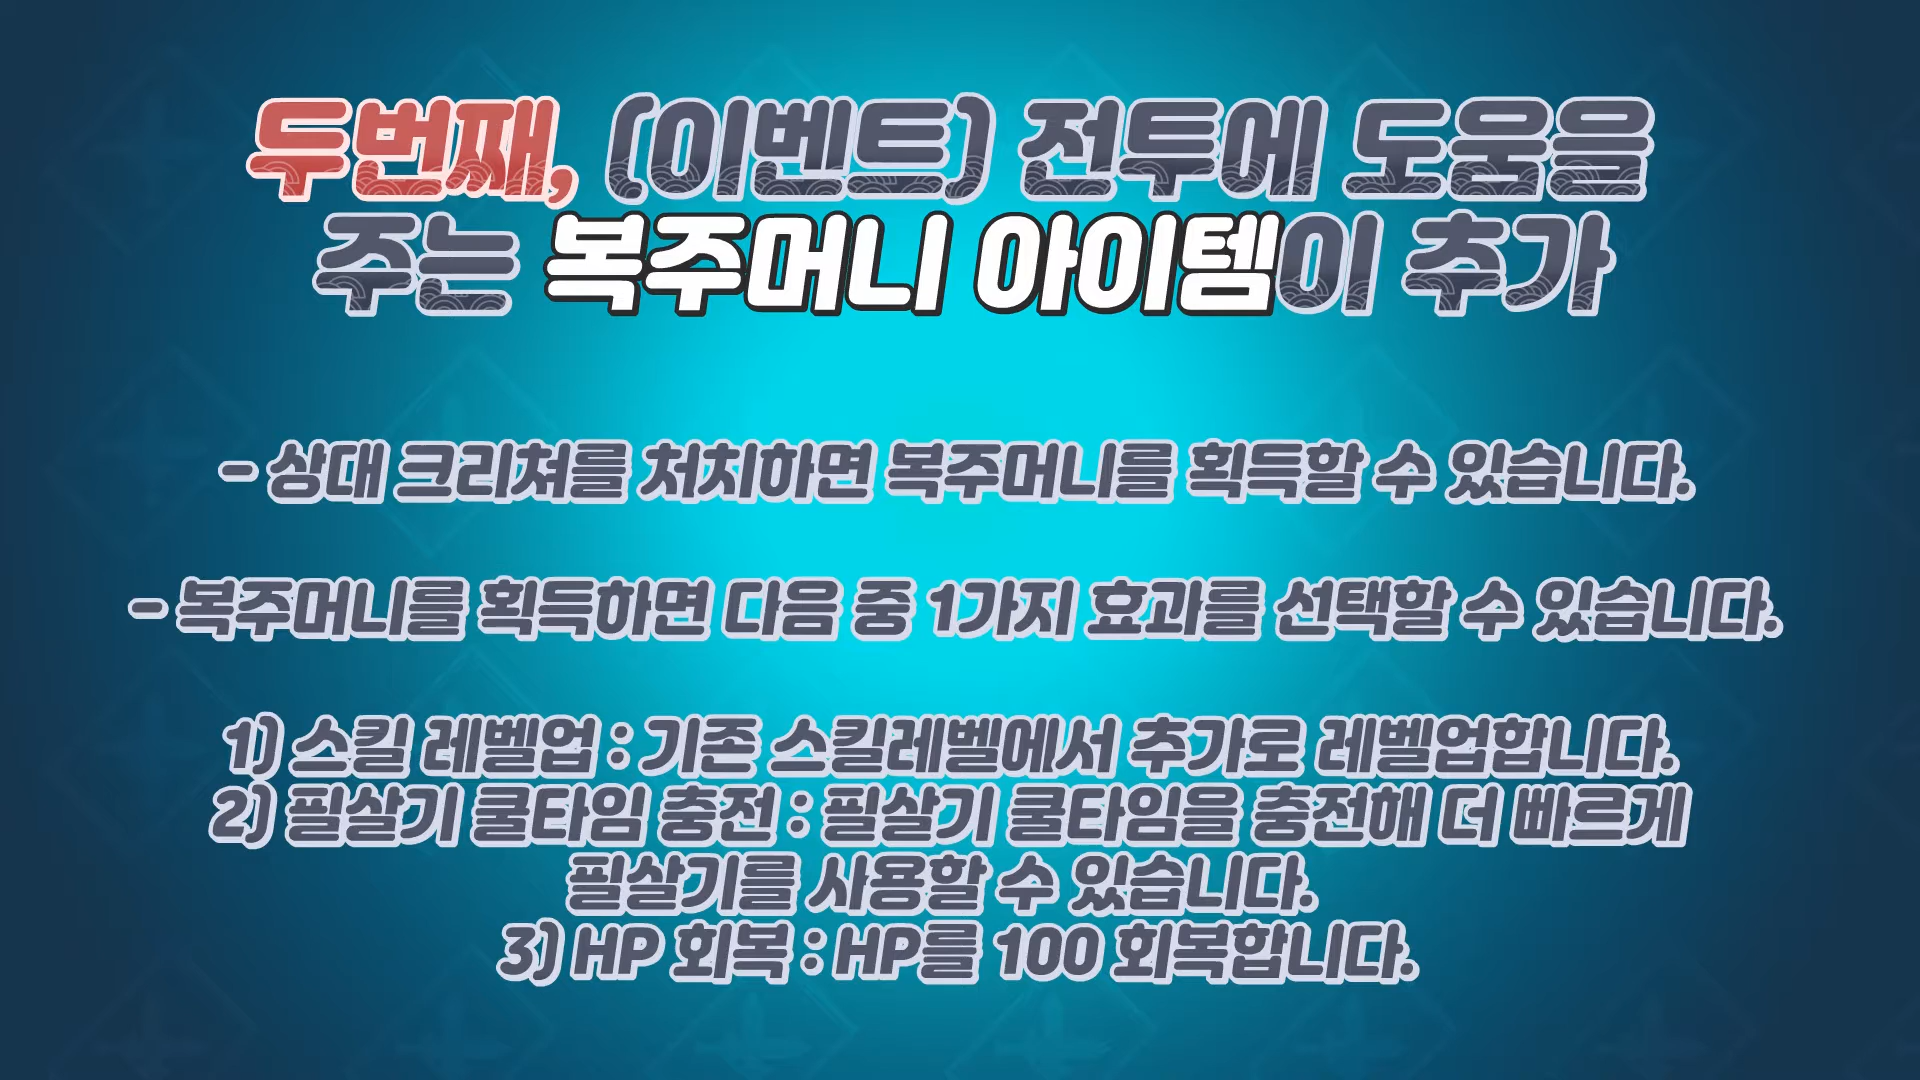 두번째, (이벤트) 전투에 도움을
주는 복주머니 아이템이 추가
- 상대 크리쳐를 처치하면 복주머니를 획득할 수 있습니다.
- 복주머니를 획득하면 다음 중 1가지 효과를 선택할 수 있습니다.
1) 스킬 레벨업 : 기존 스킬레벨에서 추가로 레벨업합니다.
2) 필살기 쿨타임 충전 : 필살기 쿨타임을 충전해 더 빠르게
필살기를 사용할 수 있습니다.
3) HP 회복 : HP를 100 회복합니다.